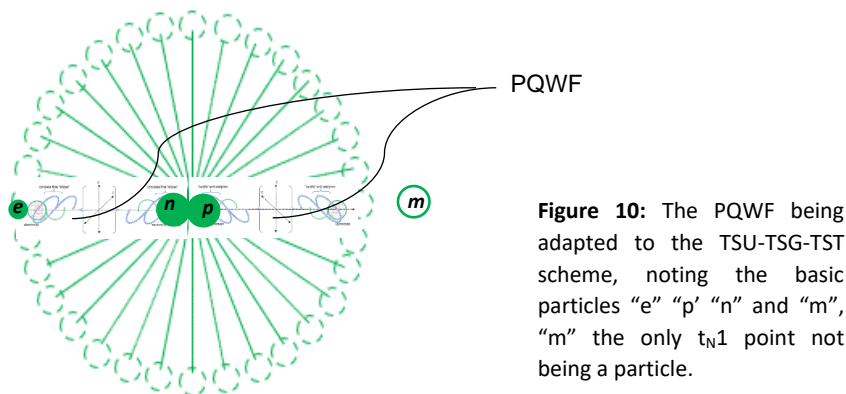 PQWF
e
n
p
m
Figure 10: The PQWF being
adapted to the TSU-TSG-TST
scheme, noting the basic
particles “e” “p’ “n” and “m”,
“m” the only tN1 point not
being a particle.